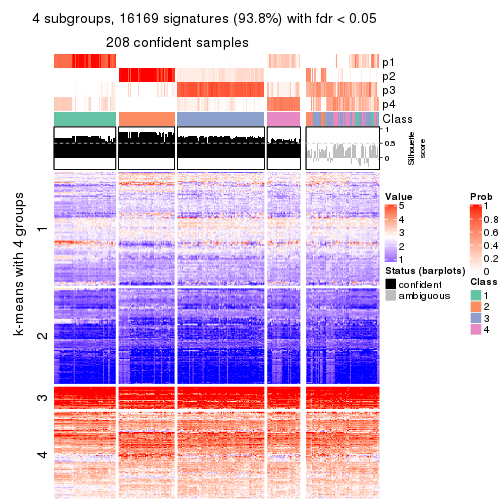 4 subgroups, 16169 signatures (93.8%) with fdr < 0.05
208 confident samples
p1
p2
p3
p4
Class
1
0.5
0
Silhouette
score
k-means with 4 groups
1
2
3
4
Value
5
4
3
2
1
Status (barplots)
confident
ambiguous
Prob
1
0.8
0.6
0.4
0.2
0
Class
1
2
3
4